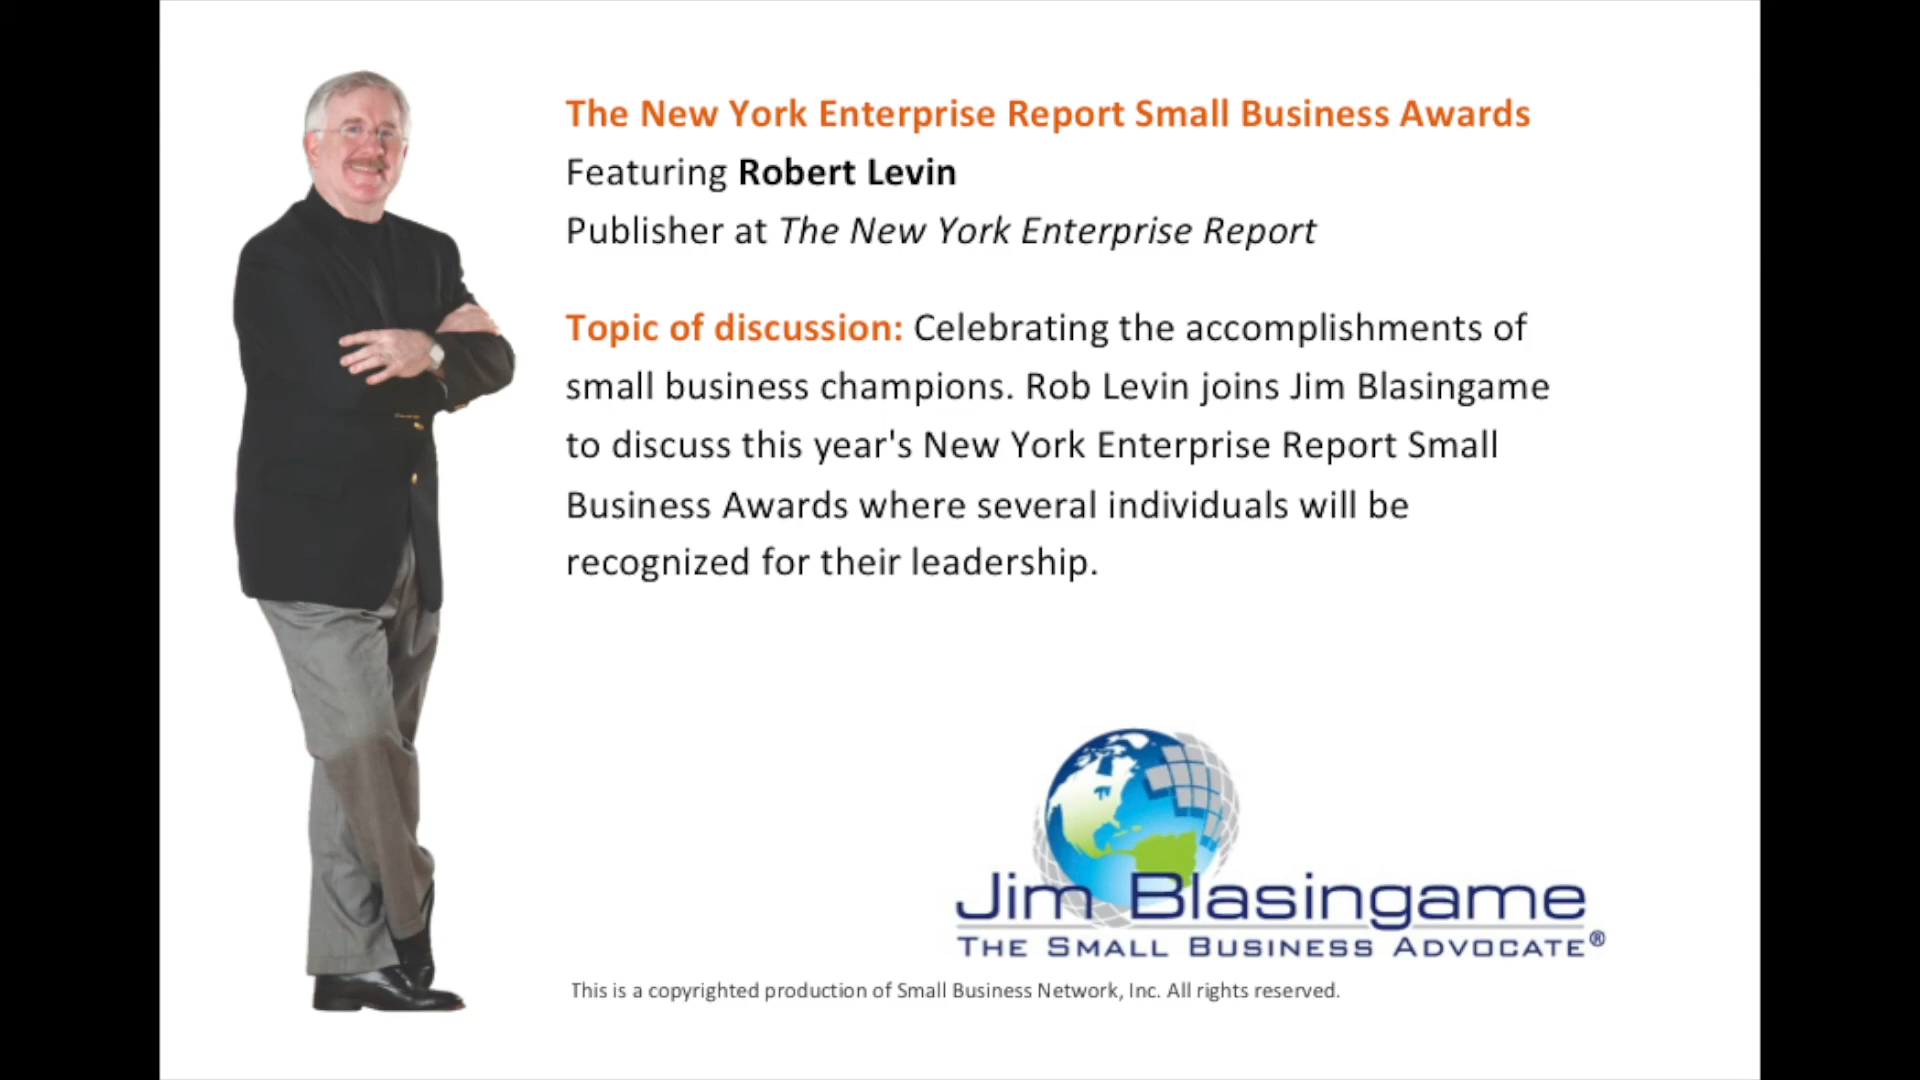 The New York Enterprise Report Small Business Awards
Featuring Robert Levin
Publisher at The New York Enterprise Report
Topic of discussion: Celebrating the accomplishments of
small business champions. Rob Levin joins Jim Blasingame
to discuss this year's New York Enterprise Report Small
Business Awards where several individuals will be
recognized for their leadership.
Jim Blasingame
THE SMALL BUSINESS ADVOCATE®
This is a copyrighted production of Small Business Network, Inc. All rights reserved.